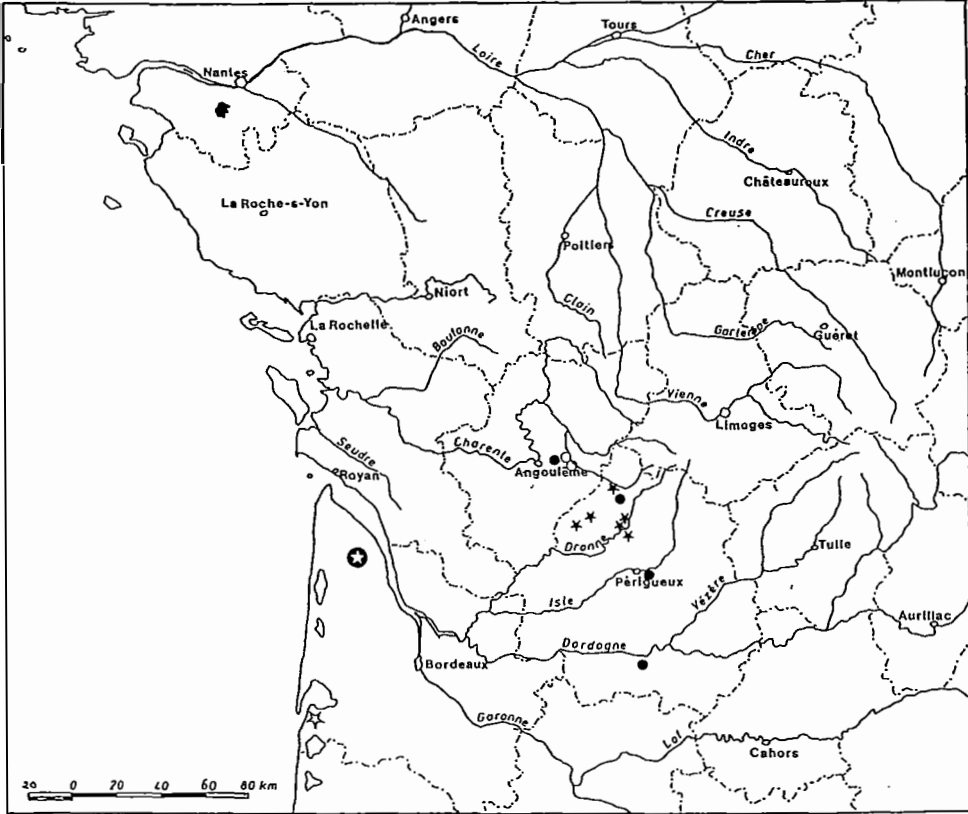 Angers
Tours
Loire
Cher
Nantes
Indre
Châteauroux
La Roche-s-Yon
Creuse
Poitiers
Montluçon
Niort
Clain
La Rochelle
Boutonne
Gartempe
Guéret
Vienne
Limoges
Charente
Seudre
Angoulême
Royan
Dronne
Tulle
Périgueux
Isle
Vézère
Aurillac
Dordogne
Bordeaux
Garonne
Lot
Cahors
20 0 20 40 60 80 km